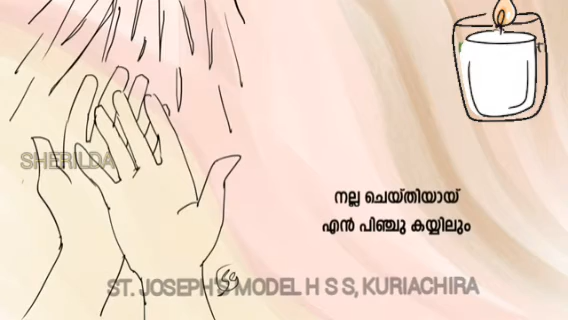 SHERILDA
നല്ല ചെയ്തിയായ്
എൻ പിഞ്ചു കയ്യിലും
ST. JOSEPH'S MODEL H S S, KURIACHIRA